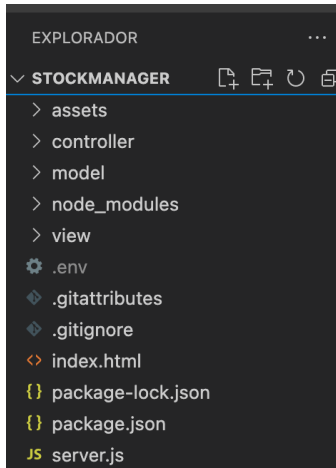 EXPLORADOR ...
STOCKMANAGER
assets
controller
model
node_modules
view
.env
.gitattributes
.gitignore
<> index.html
{} package-lock.json
{} package.json
JS server.js